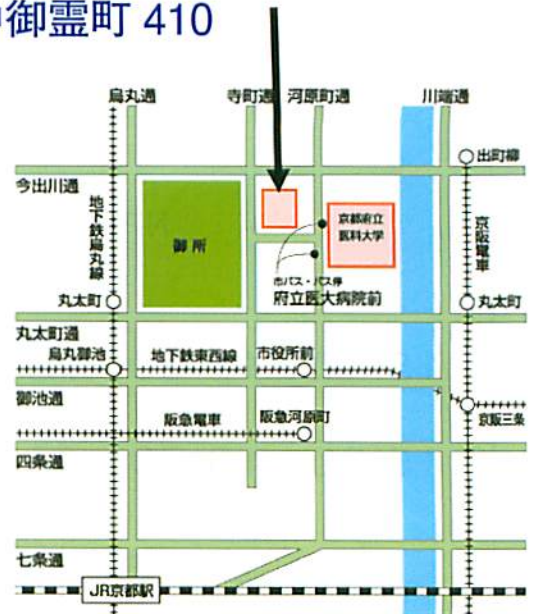 御霊町 410
烏丸通
寺町通
河原町通
川端通
出町柳
今出川通
地下鉄烏丸線
御所
京都府立
医科大学
京阪電車
市バス・バス停
府立医大病院前
丸太町
丸太町
丸太町通
烏丸御池
地下鉄東西線
市役所前
御池通
阪急電車
阪急河原町
京阪三条
四条通
七条通
JR京都駅